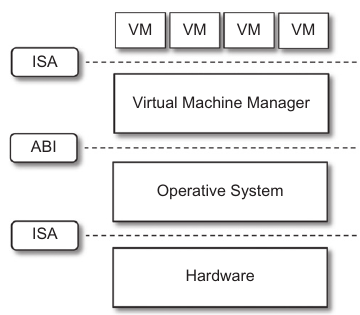 VM VM VM VM
ISA
Virtual Machine Manager
ABI
Operative System
ISA
Hardware